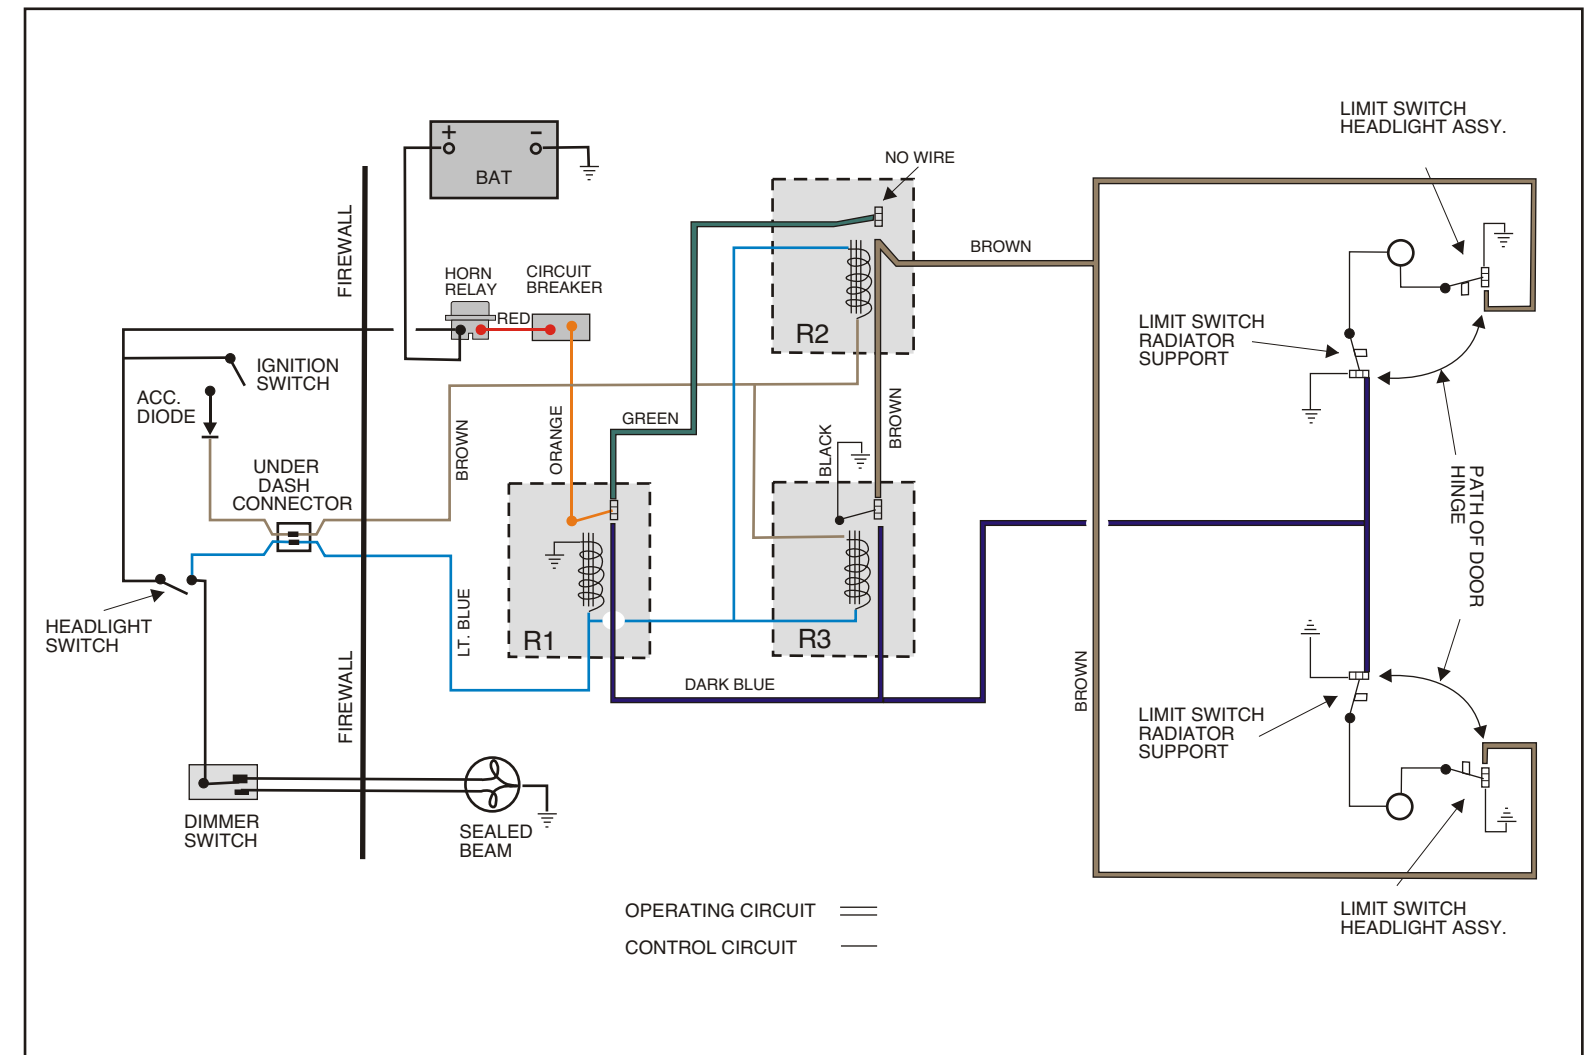 LIMIT SWITCH
HEADLIGHT ASSY.
+
−
BAT
NO WIRE
FIREWALL
BROWN
HORN
RELAY
CIRCUIT
BREAKER
RED
R2
LIMIT SWITCH
RADIATOR
SUPPORT
IGNITION
SWITCH
ACC.
DIODE
GREEN
ORANGE
BROWN
BLACK
BROWN
UNDER
DASH
CONNECTOR
PATH OF DOOR
HINGE
LT. BLUE
HEADLIGHT
SWITCH
R1
R3
FIREWALL
DARK BLUE
BROWN
LIMIT SWITCH
RADIATOR
SUPPORT
DIMMER
SWITCH
SEALED
BEAM
LIMIT SWITCH
HEADLIGHT ASSY.
OPERATING CIRCUIT
CONTROL CIRCUIT